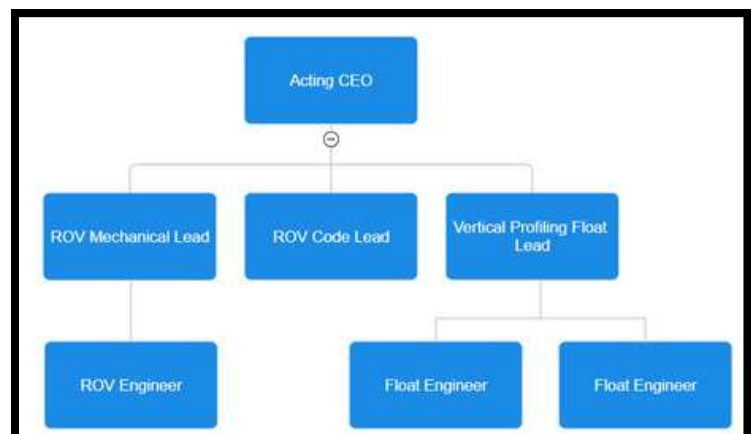 Acting CEO
ROV Mechanical Lead
ROV Code Lead
Vertical Profiling Float
Lead
ROV Engineer
Float Engineer
Float Engineer